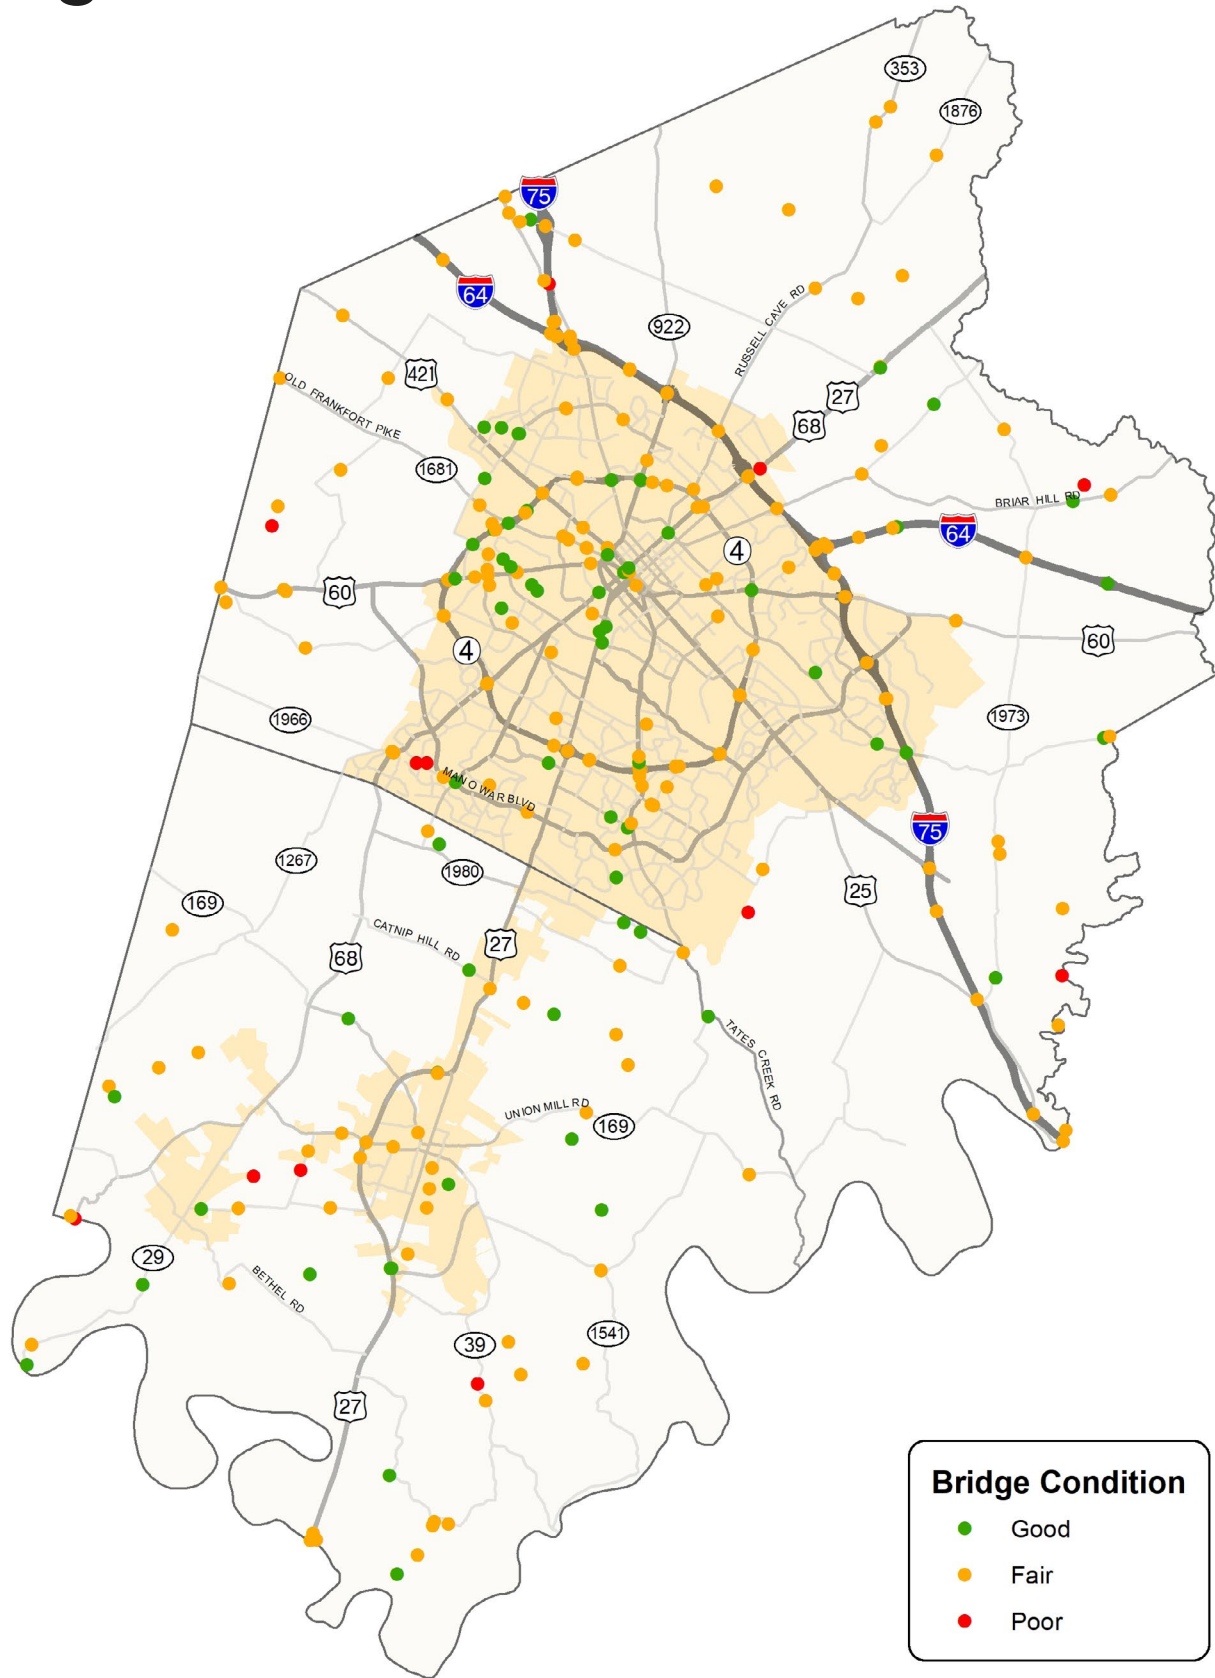 353
1876
75
64
922
RUSSELL CAVE RD
421
27
OLD FRANKFORT PIKE
68
1681
BRIAR HILL RD
64
4
60
4
60
1966
1973
MAN O WAR BLVD
75
1267
1980
25
169
CATNIP HILL RD
27
68
TATES CREEK RD
UNION MILL RD
169
29
BETHEL RD
39
1541
27
Bridge Condition
Good
Fair
Poor